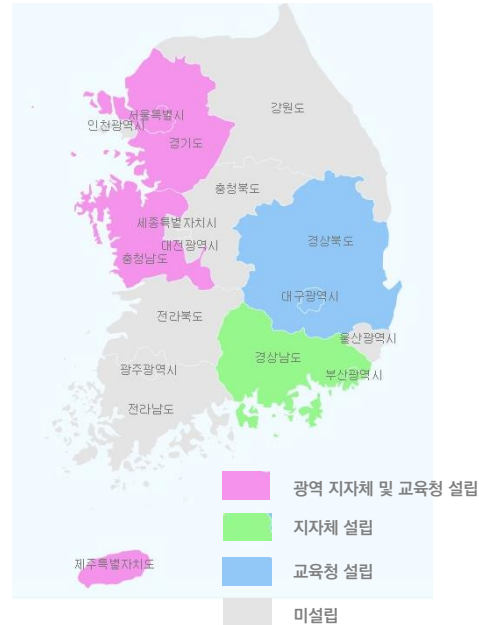 강원도
서울특별시
인천광역시
경기도
충청북도
세종특별자치시
대전광역시
충청남도
경상북도
대구광역시
전라북도
울산광역시
경상남도
광주광역시
부산광역시
전라남도
광역 지자체 및 교육청 설립
지자체 설립
제주특별자치도
교육청 설립
미설립